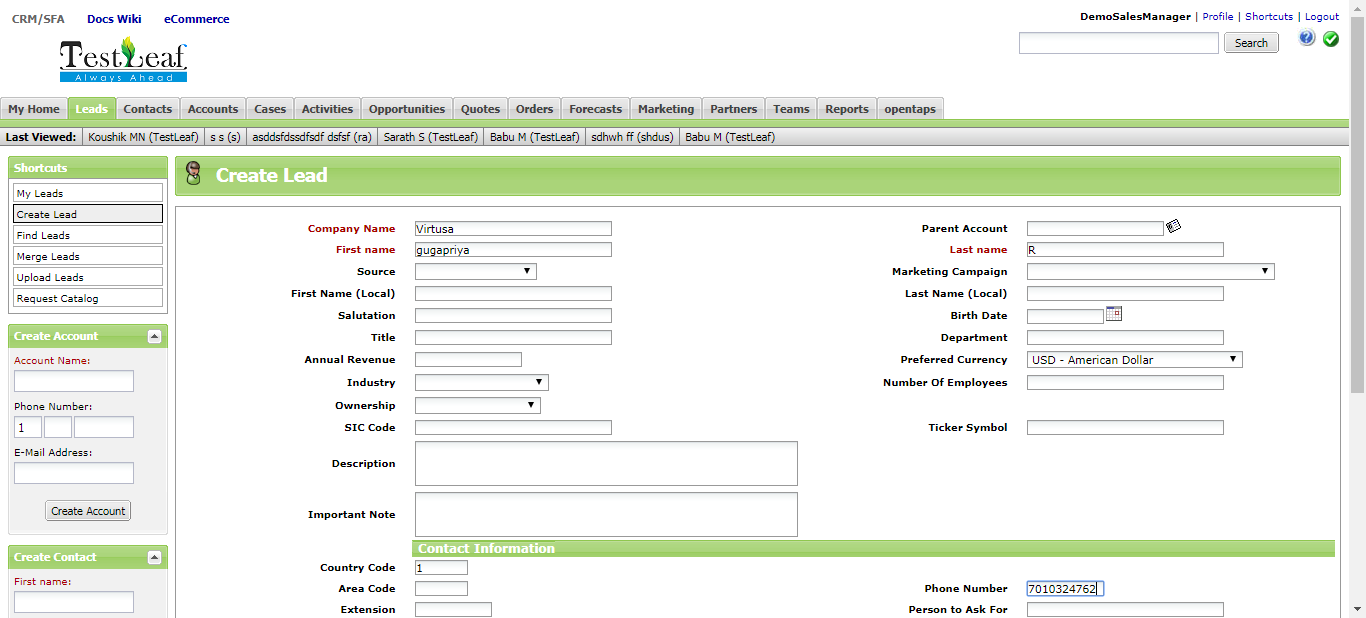 CRM/SFA Docs Wiki eCommerce
DemoSalesManager | Profile | Shortcuts | Logout
TestLeaf
Always Ahead
Search
My Home Leads Contacts Accounts Cases Activities Opportunities Quotes Orders Forecasts Marketing Partners Teams Reports opentaps
Last Viewed: Koushik MN (TestLeaf) s s (s) asddsfdssdfsdf dsfsf (ra) Sarath S (TestLeaf) Babu M (TestLeaf) sdhwh ff (shdus) Babu M (TestLeaf)
Shortcuts
My Leads
Create Lead
Find Leads
Merge Leads
Upload Leads
Request Catalog
Create Account
Account Name:
Phone Number:
1
E-Mail Address:
Create Account
Create Contact
First name:
Create Lead
Company Name Virtusa Parent Account
First name gugapriya Last name R
Source Marketing Campaign
First Name (Local) Last Name (Local)
Salutation Birth Date
Title Department
Annual Revenue Preferred Currency USD - American Dollar
Industry Number Of Employees
Ownership
SIC Code Ticker Symbol
Description
Important Note
Contact Information
Country Code 1
Area Code Phone Number 7010324762
Extension Person to Ask For